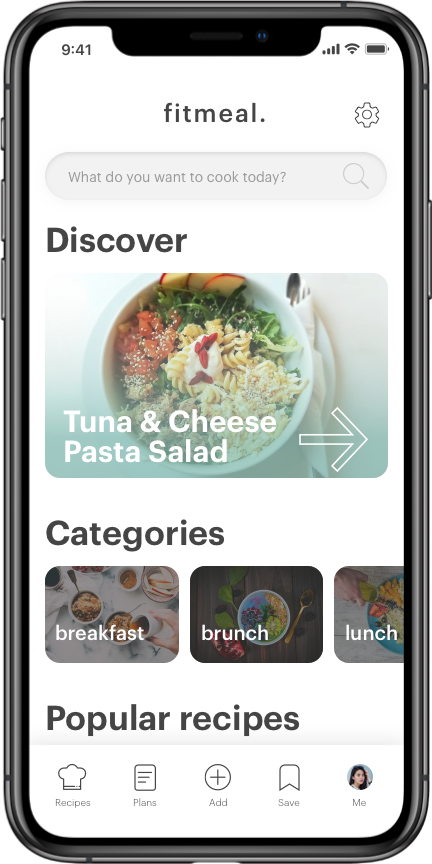 9:41
fitmeal.
What do you want to cook today?
Discover
Tuna & Cheese
Pasta Salad
Categories
breakfast
brunch
lunch
Popular recipes
Recipes
Plans
Add
Save
Me